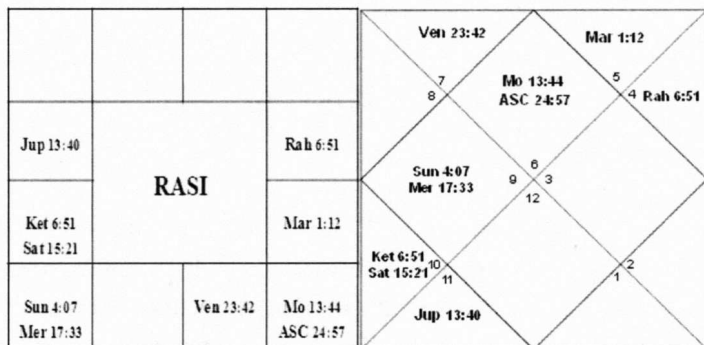 Jup 13:40
Rah 6:51
RASI
Ket 6:51
Sat 15:21
Mar 1:12
Sun 4:07
Mer 17:33
Ven 23:42
Mo 13:44
ASC 24:57
Ven 23:42
Mar 1:12
Mo 13:44
ASC 24:57
7
5
8
4
Rah 6:51
Sun 4:07
Mer 17:33
6
9
3
12
Ket 6:51
Sat 15:21
10
11
2
1
Jup 13:40